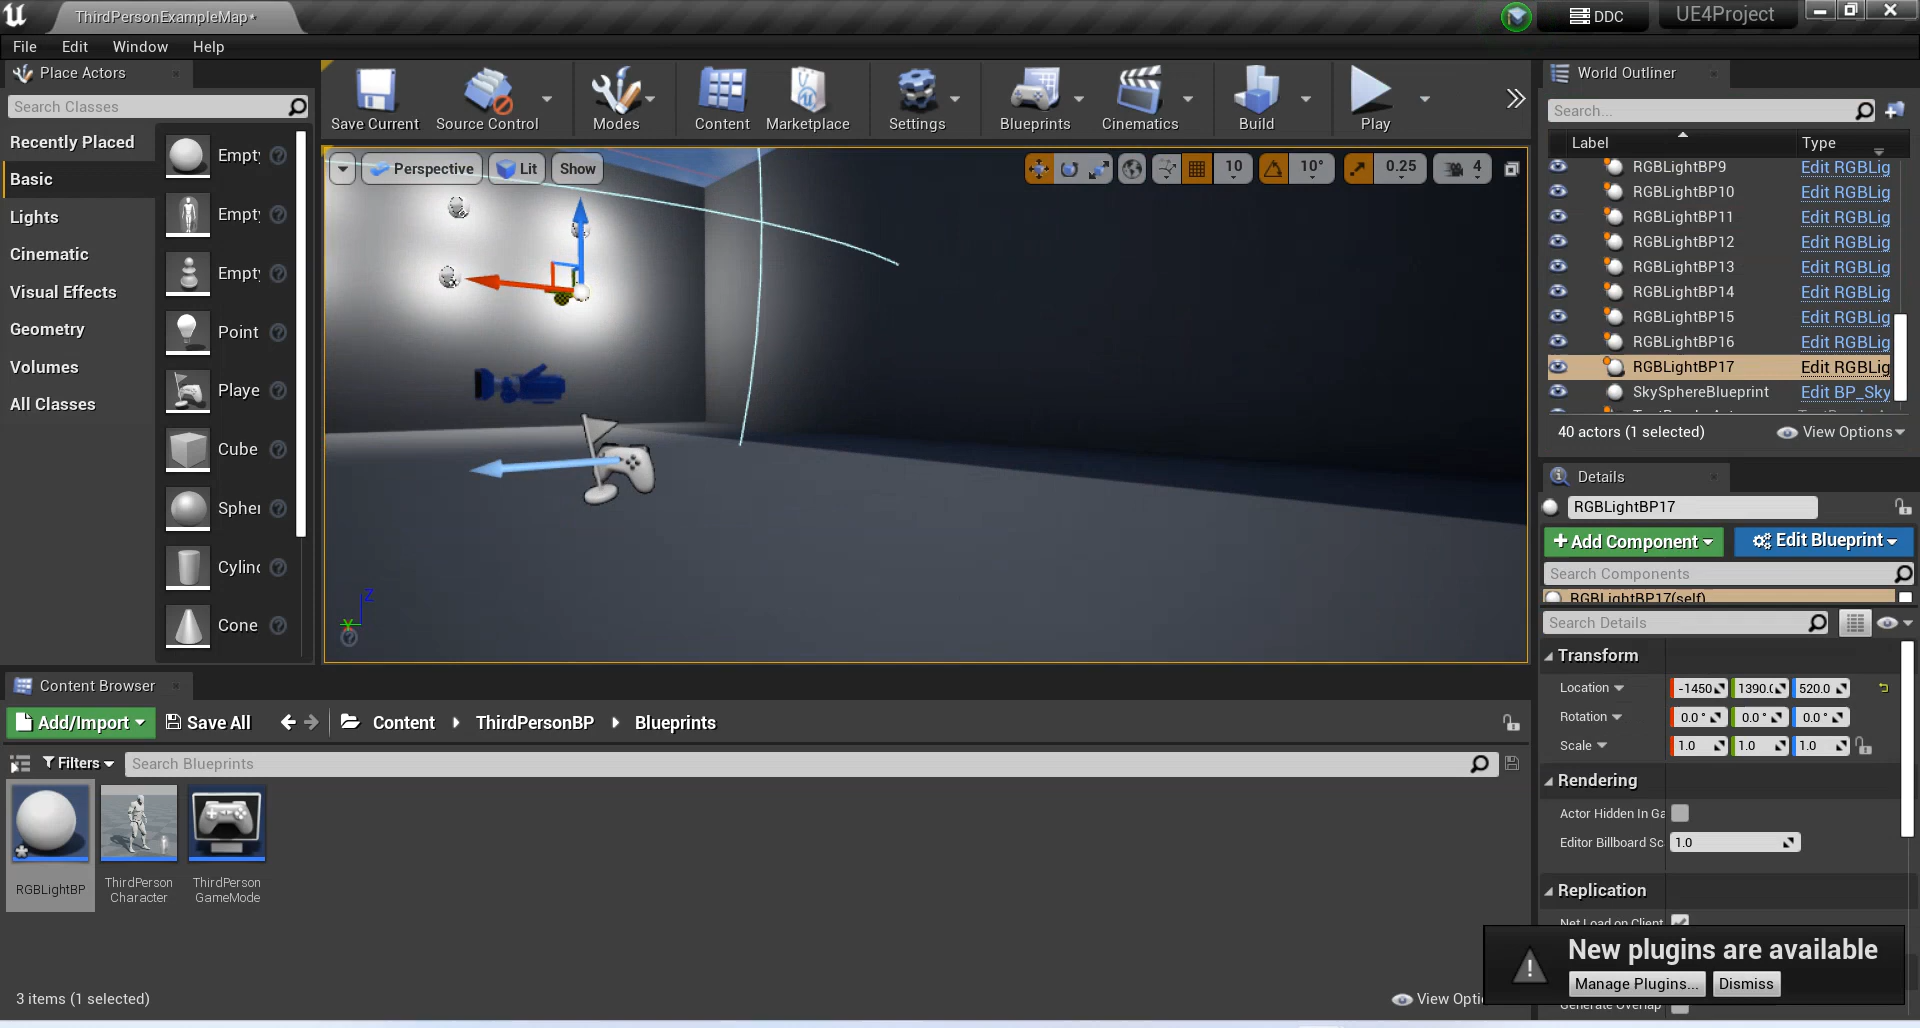 ThirdPersonExampleMap*
DDC
UE4Project
File Edit Window Help
Place Actors
Search Classes
Recently Placed
Basic
Lights
Cinematic
Visual Effects
Geometry
Volumes
All Classes
Empty
Empty
Empty
Point
Playe
Cube
Spher
Cylind
Cone
Save Current
Source Control
Modes
Content
Marketplace
Settings
Blueprints
Cinematics
Build
Play
Perspective
Lit
Show
10
10°
0.25
4
Z
Y
World Outliner
Search...
Label Type
RGBLightBP9 Edit RGBLig
RGBLightBP10 Edit RGBLig
RGBLightBP11 Edit RGBLig
RGBLightBP12 Edit RGBLig
RGBLightBP13 Edit RGBLig
RGBLightBP14 Edit RGBLig
RGBLightBP15 Edit RGBLig
RGBLightBP16 Edit RGBLig
RGBLightBP17 Edit RGBLig
SkySphereBlueprint Edit BP_Sky
40 actors (1 selected)
View Options
Details
RGBLightBP17
+ Add Component
Edit Blueprint
Search Components
RGBLightBP17(self)
Search Details
Transform
Location -1450 1390.0 520.0
Rotation 0.0 ° 0.0 ° 0.0 °
Scale 1.0 1.0 1.0
Rendering
Actor Hidden In Ga
Editor Billboard Sc 1.0
Replication
Net Load on Client
New plugins are available
Manage Plugins...
Dismiss
Generate Overlap
Content Browser
Add/Import
Save All
Content
ThirdPersonBP
Blueprints
Filters
Search Blueprints
RGBLightBP
ThirdPerson
Character
ThirdPerson
GameMode
3 items (1 selected)
View Opti